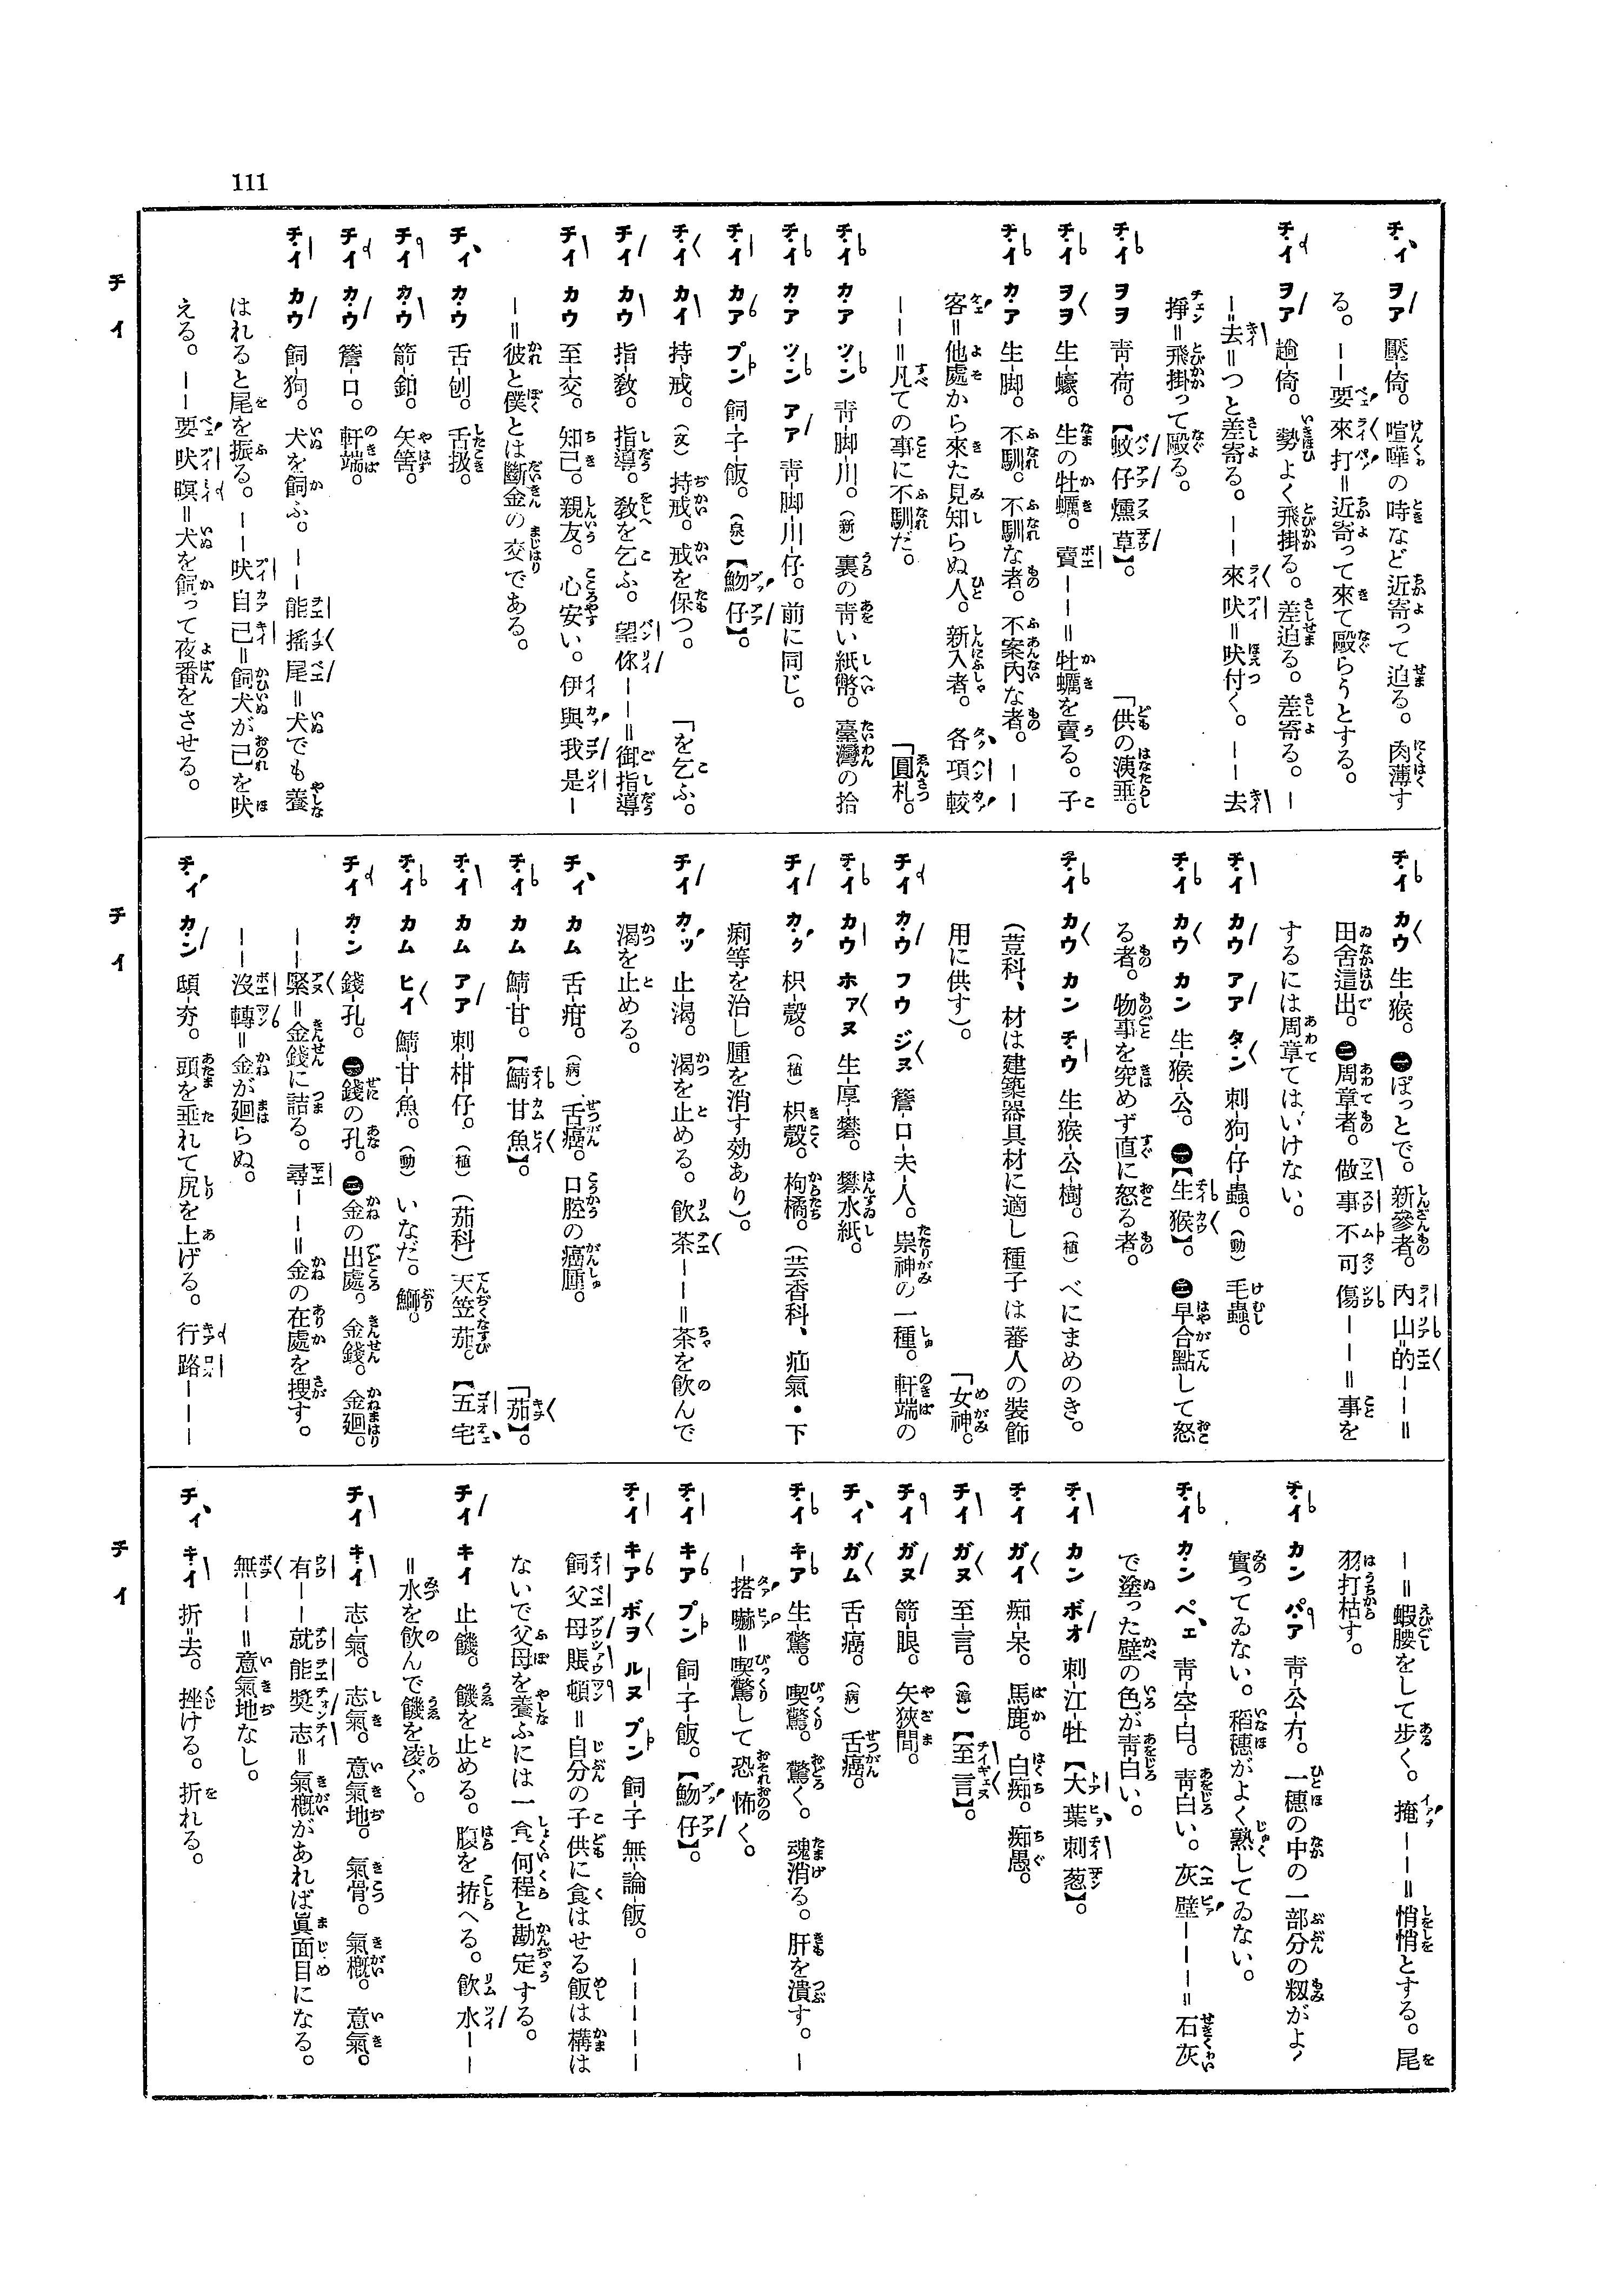 111
チイ ヲア 壓-倚。喧嘩の時など近寄って迫る。肉薄す
る。――要來打=近寄って來て毆らうとする。
チイ ヲア 趨-倚。勢よく飛掛る。差迫る。差寄る。―
―去=つと差寄る。――來吠=吠付く。――去
掙=飛掛って毆る。
チイ ヲヲ 靑-荷。【蚊仔燻草】。「供の洟垂。
チイ ヲヲ 生-蠔。生の牡蠣。賣――=牡蠣を賣る。子
チイ カア 生-脚。不馴。不馴な者。不案內な者。――
客=他處から來た見知らぬ人。新入者。各項較
――=凡ての事に不馴だ。「圓札。
チイ カア ツン 靑-脚-川。(新)裏の靑い紙幣。臺灣の拾
チイ カア ツン アア 靑-脚-川-仔。前に同じ。
チイ カア プン 飼-子-飯。(泉)【魩仔】。
チイ カイ 持-戒。(文)持戒。戒を保つ。「を乞ふ。
チイ カウ 指-敎。指導。敎を乞ふ。望你――=御指導
チイ カウ 至-交。知己。親友。心安い。伊與我是―
―=彼と僕とは斷金の交である。
チイ カウ 舌-刨。舌扱。
チイ カウ 箭-釦。矢筈。
チイ カウ 簷-口。軒端。
チイ カウ 飼-狗。犬を飼ふ。――能搖尾=犬でも養
はれると尾を振る。――吠自己=飼犬が己を吠
える。――要吠暝=犬を飼って夜番をさせる。
チイ
チイ カウ 生-猴。㊀ぽっとで。新參者。內山=的――=
田舍這出。㊁周章者。做事不可傷――=事を
するには周章てはいけない。
チイ カウ アア タン 刺-狗-仔-蟲。(動)毛蟲。
チイ カウ カン 生-猴-公。㊀【生猴】。㊁早合點して怒
る者。物事を究めず直に怒る者。
チイ カウ カン チウ 生-猴-公-樹。(植)べにまめのき。
(荳科、材は建築器具材に適し種子は蕃人の裝飾
用に供す)。「女神。
チイ カウ フウ ジヌ 簷-口-夫-人。祟神の一種。軒端の
チイ カウ ホァヌ 生-厚-礬。礬水紙。
チイ カク 枳-殼。(植)枳殼。枸橘。(芸香科、疝氣・下
痢等を治し腫を消す効あり)。
チイ カッ 止-渴。渴を止める。飮茶――=茶を飮んで
渴を止める。
チイ カム 舌-疳。(病)舌癌。口腔の癌腫。
チイ カム 鯖-甘。【鯖甘魚】。「茄】。
チイ カム アア 刺-柑-仔。(植)(茄科)天竺茄。【五宅
チイ カム ヒイ 鯖-甘-魚。(動)いなだ。鰤。
チイ カン 錢-孔。㊀錢の孔。㊁金の出處。金錢。金廻。
――緊=金錢に詰る。尋――=金の在處を搜す。
――沒轉=金が廻らぬ。
チイ カン 頕-夯。頭を垂れて尻を上げる。行路――
チイ
――=蝦腰をして步く。掩――=悄悄とする。尾
羽打枯す。
チイ カン パア 靑-公-冇。一穗の中の一部分の籾がよく
實ってゐない。稻穗がよく熟してゐない。
チイ カン ペェ 靑-空-白。靑白い。灰壁―――=石灰
で塗った壁の色が靑白い。
チイ カン ボオ 刺-江-牡【大葉刺葱】。
チイ ガイ 痴-呆。馬鹿。白痴。痴愚。
チイ ガヌ 至-言。(漳)【至言】。
チイ ガヌ 箭-眼。矢狹間。
チイ ガム 舌-癌。(病)舌癌。
チイ キア 生-驚。喫驚。驚く。魂消る。肝を潰す。―
―搭嚇=喫驚して恐怖く。
チイ キア プン 飼-子-飯。【魩仔】。
チイ キア ボヲ ルヌ プン 飼-子 無-論-飯。――――
飼父母賬頓=自分の子供に食はせる飯は構は
ないで父母を養ふには一食何程と勘定する。
チイ キイ 止-饑。饑を止める。腹を拵へる。飮水――
=水を飮んで饑を凌ぐ。
チイ キイ 志-氣。志氣。意氣地。氣骨。氣槪。意氣。
有――就能奬志=氣槪があれば眞面目になる。
無――=意氣地なし。
チイ キイ 折=去。挫ける。折れる。
チイ